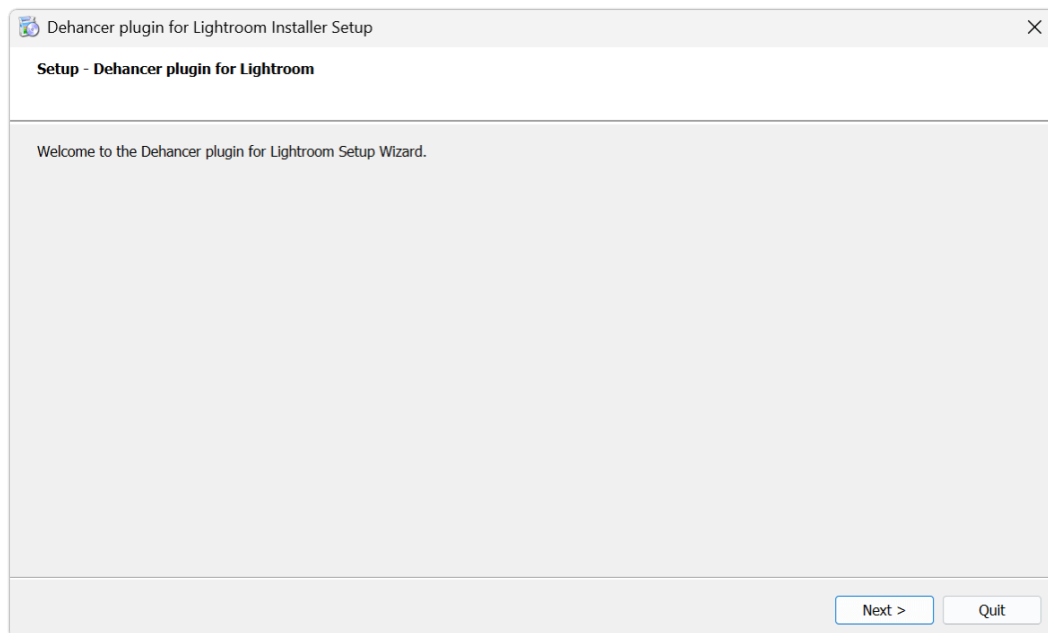 Dehancer plugin for Lightroom Installer Setup
Setup - Dehancer plugin for Lightroom
Welcome to the Dehancer plugin for Lightroom Setup Wizard.
Next > Quit